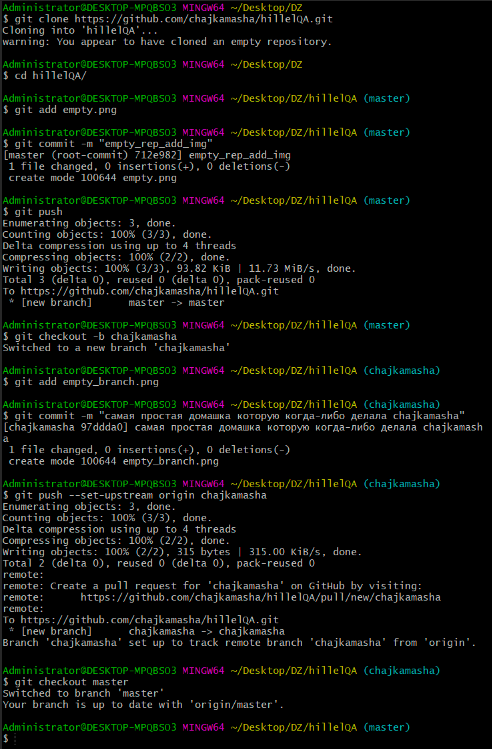 Administrator@DESKTOP-MPQBSO3 MINGW64 ~/Desktop/DZ
$ git clone https://github.com/chajkamasha/hillelQA.git
Cloning into 'hillelQA'...
warning: You appear to have cloned an empty repository.
Administrator@DESKTOP-MPQBSO3 MINGW64 ~/Desktop/DZ
$ cd hillelQA/
Administrator@DESKTOP-MPQBSO3 MINGW64 ~/Desktop/DZ/hillelQA (master)
$ git add empty.png
Administrator@DESKTOP-MPQBSO3 MINGW64 ~/Desktop/DZ/hillelQA (master)
$ git commit -m "empty_rep_add_img"
[master (root-commit) 712e982] empty_rep_add_img
1 file changed, 0 insertions(+), 0 deletions(-)
create mode 100644 empty.png
Administrator@DESKTOP-MPQBSO3 MINGW64 ~/Desktop/DZ/hillelQA (master)
$ git push
Enumerating objects: 3, done.
Counting objects: 100% (3/3), done.
Delta compression using up to 4 threads
Compressing objects: 100% (2/2), done.
Writing objects: 100% (3/3), 93.82 KiB | 11.73 MiB/s, done.
Total 3 (delta 0), reused 0 (delta 0), pack-reused 0
To https://github.com/chajkamasha/hillelQA.git
* [new branch]      master -> master
Administrator@DESKTOP-MPQBSO3 MINGW64 ~/Desktop/DZ/hillelQA (master)
$ git checkout -b chajkamasha
Switched to a new branch 'chajkamasha'
Administrator@DESKTOP-MPQBSO3 MINGW64 ~/Desktop/DZ/hillelQA (chajkamasha)
$ git add empty_branch.png
Administrator@DESKTOP-MPQBSO3 MINGW64 ~/Desktop/DZ/hillelQA (chajkamasha)
$ git commit -m "самая простая домашка которую когда-либо делала chajkamasha"
[chajkamasha 97ddda0] самая простая домашка которую когда-либо делала chajkamash
a
1 file changed, 0 insertions(+), 0 deletions(-)
create mode 100644 empty_branch.png
Administrator@DESKTOP-MPQBSO3 MINGW64 ~/Desktop/DZ/hillelQA (chajkamasha)
$ git push --set-upstream origin chajkamasha
Enumerating objects: 3, done.
Counting objects: 100% (3/3), done.
Delta compression using up to 4 threads
Compressing objects: 100% (2/2), done.
Writing objects: 100% (2/2), 315 bytes | 315.00 KiB/s, done.
Total 2 (delta 0), reused 0 (delta 0), pack-reused 0
remote:
remote: Create a pull request for 'chajkamasha' on GitHub by visiting:
remote:      https://github.com/chajkamasha/hillelQA/pull/new/chajkamasha
remote:
To https://github.com/chajkamasha/hillelQA.git
* [new branch]      chajkamasha -> chajkamasha
Branch 'chajkamasha' set up to track remote branch 'chajkamasha' from 'origin'.
Administrator@DESKTOP-MPQBSO3 MINGW64 ~/Desktop/DZ/hillelQA (chajkamasha)
$ git checkout master
Switched to branch 'master'
Your branch is up to date with 'origin/master'.
Administrator@DESKTOP-MPQBSO3 MINGW64 ~/Desktop/DZ/hillelQA (master)
$